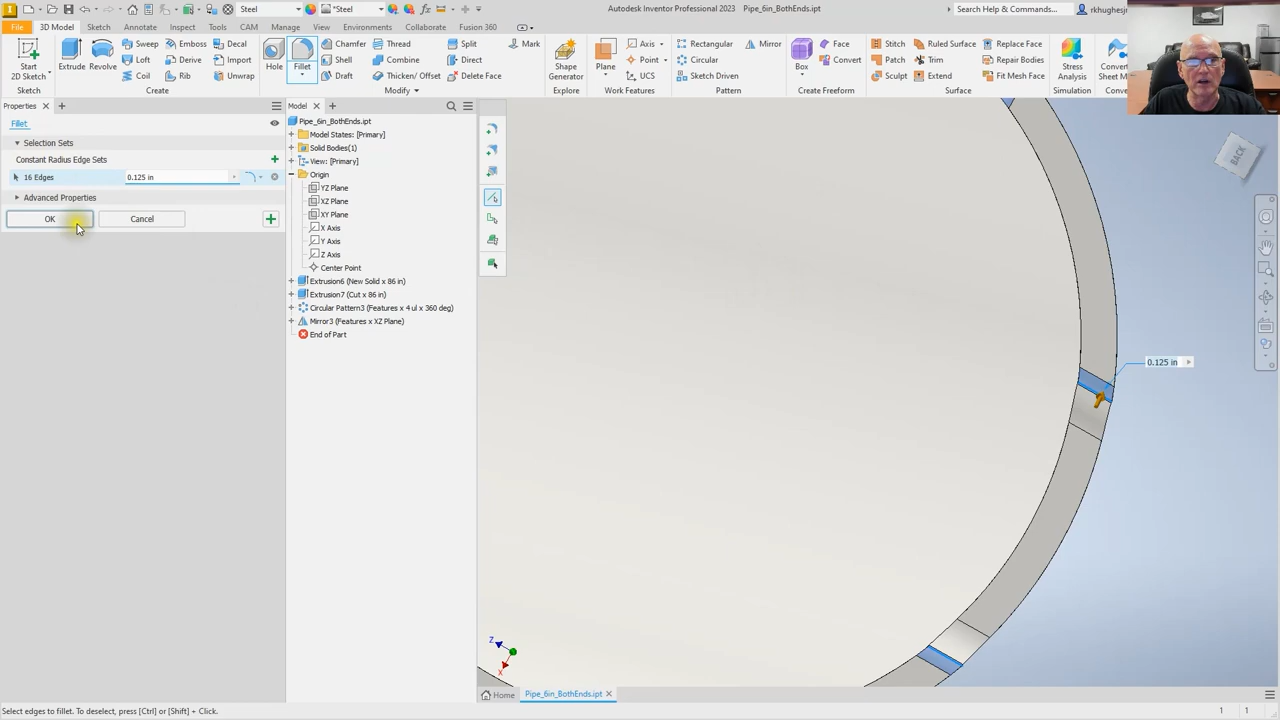 Steel
*Steel
Autodesk Inventor Professional 2023 Pipe_6in_BothEnds.ipt
Search Help & Commands...
File 3D Model Sketch Annotate Inspect Tools CAM Manage View Environments Collaborate Fusion 360
Start
2D Sketch
Sketch
Extrude
Revolve
Sweep Emboss Decal
Loft Derive Import
Coil Rib Unwrap
Create
Hole
Fillet
Chamfer Thread Split
Shell Combine Direct
Draft Thicken/ Offset Delete Face
Modify
Mark
Shape
Generator
Explore
Plane
Axis
Point
UCS
Work Features
Rectangular Mirror
Circular
Sketch Driven
Pattern
Box
Face
Convert
Create Freeform
Stitch Ruled Surface Replace Face
Patch Trim Repair Bodies
Sculpt Extend Fit Mesh Face
Surface
Stress
Analysis
Simulation
Properties
Fillet
Selection Sets
Constant Radius Edge Sets
16 Edges 0.125 in
Advanced Properties
OK Cancel
Model
Pipe_6in_BothEnds.ipt
Model States: [Primary]
Solid Bodies(1)
View: [Primary]
Origin
YZ Plane
XZ Plane
XY Plane
X Axis
Y Axis
Z Axis
Center Point
Extrusion6 (New Solid x 86 in)
Extrusion7 (Cut x 86 in)
Circular Pattern3 (Features x 4 ul x 360 deg)
Mirror3 (Features x XZ Plane)
End of Part
BACK
0.125 in
Z
X
Home Pipe_6in_BothEnds.ipt
Select edges to fillet. To deselect, press [Ctrl] or [Shift] + Click.
1 1